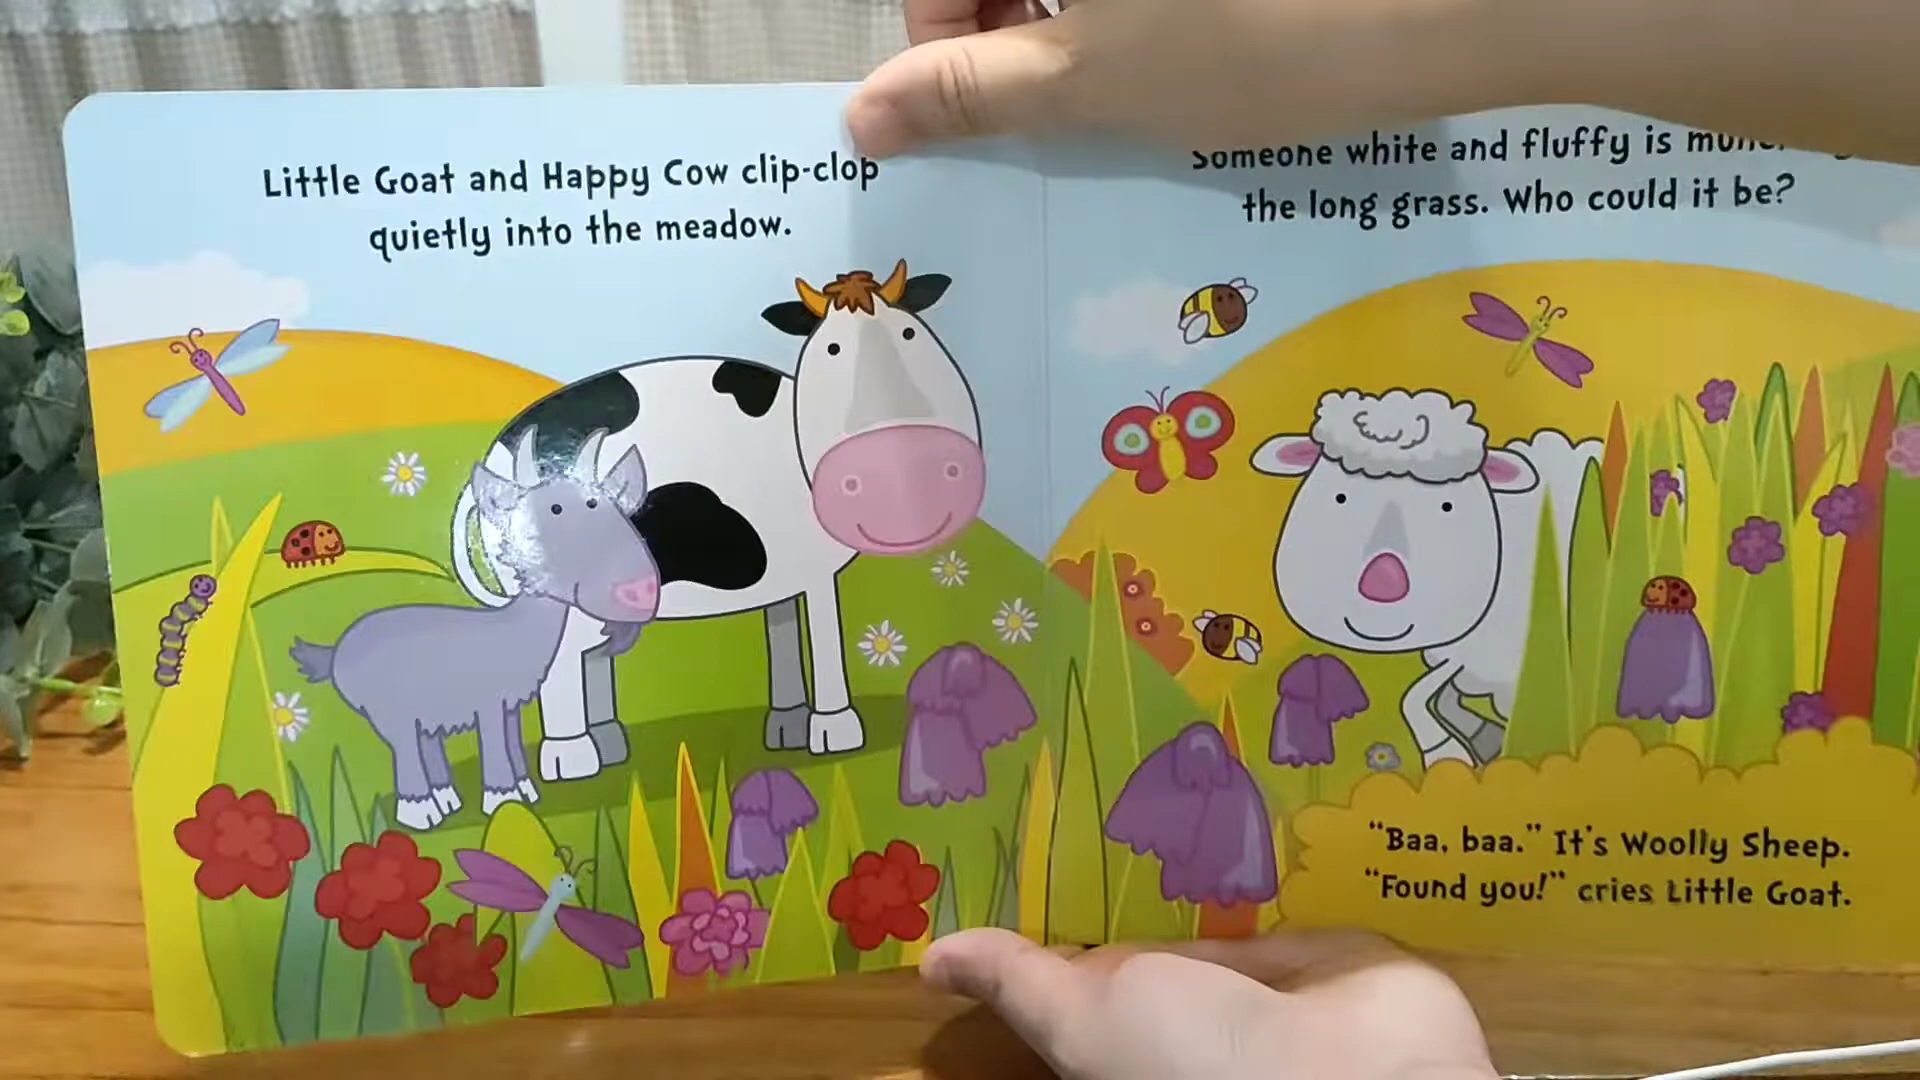 Little Goat and Happy Cow clip-clop
quietly into the meadow.
Someone white and fluffy is
the long grass. Who could it be?
"Baa, baa." It's Woolly Sheep.
"Found you!" cries Little Goat.